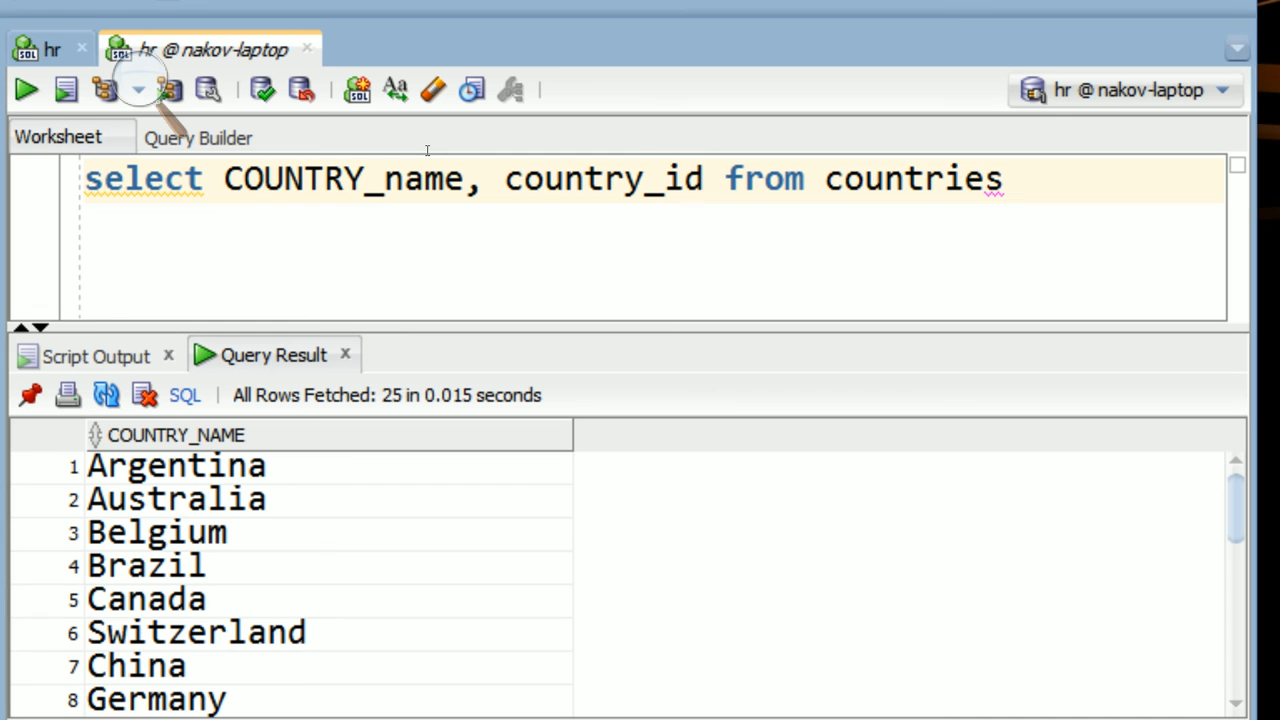 hr
hr @ nakov-laptop
hr @ nakov-laptop
Worksheet
Query Builder
select COUNTRY_name, country_id from countries
Script Output
Query Result
SQL
All Rows Fetched: 25 in 0.015 seconds
COUNTRY_NAME
1 Argentina
2 Australia
3 Belgium
4 Brazil
5 Canada
6 Switzerland
7 China
8 Germany